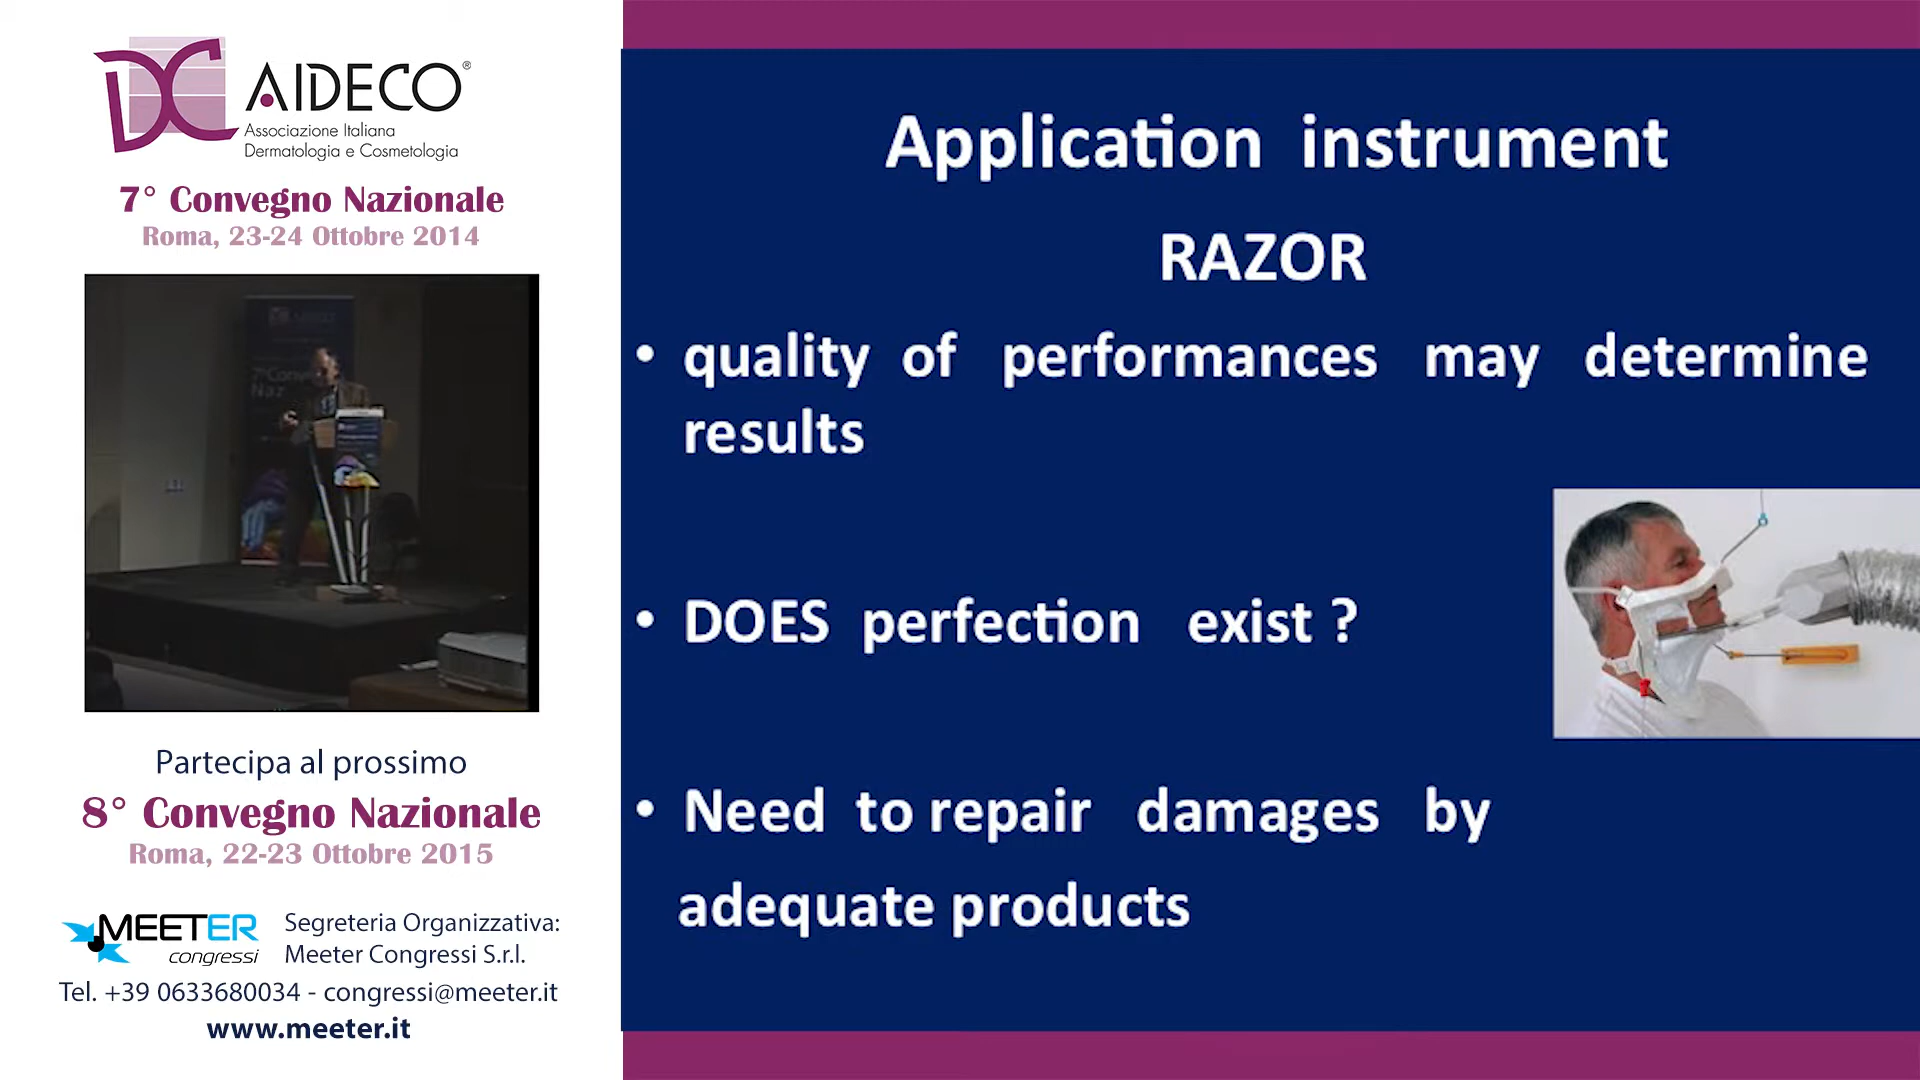 DC AIDECO®
Associazione Italiana
Dermatologia e Cosmetologia
7° Convegno Nazionale
Roma, 23-24 Ottobre 2014
Partecipa al prossimo
8° Convegno Nazionale
Roma, 22-23 Ottobre 2015
MEETER
congressi
Segreteria Organizzativa:
Meeter Congressi S.r.l.
Tel. +39 0633680034 - congressi@meeter.it
www.meeter.it
Application instrument
RAZOR
• quality of performances may determine
results
• DOES perfection exist ?
• Need to repair damages by
adequate products